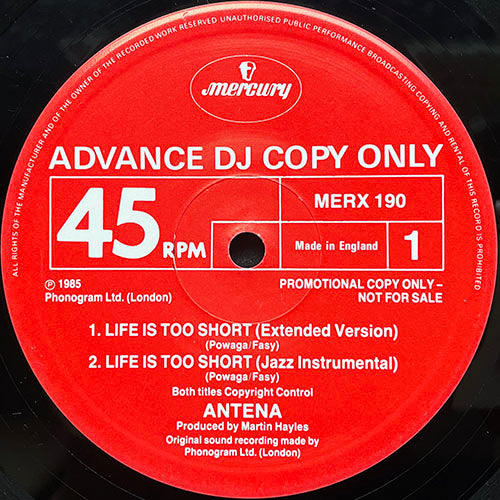 ALL RIGHTS OF THE MANUFACTURER AND OF THE OWNER OF THE RECORDED WORK RESERVED UNAUTHORISED PUBLIC PERFORMANCE BROADCASTING COPYING AND RENTAL OF THIS RECORD IS PROHIBITED
mercury
ADVANCE DJ COPY ONLY
45 RPM
MERX 190
Made in England
1
℗ 1985
Phonogram Ltd. (London)
PROMOTIONAL COPY ONLY –
NOT FOR SALE
1. LIFE IS TOO SHORT (Extended Version)
(Powaga/Fasy)
2. LIFE IS TOO SHORT (Jazz Instrumental)
(Powaga/Fasy)
Both titles Copyright Control
ANTENA
Produced by Martin Hayles
Original sound recording made by
Phonogram Ltd. (London)